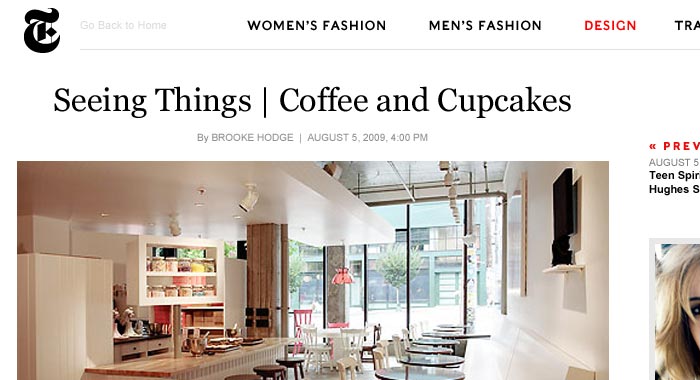 Go Back to Home
WOMEN'S FASHION MEN'S FASHION DESIGN TRA
Seeing Things | Coffee and Cupcakes
By BROOKE HODGE | AUGUST 5, 2009, 4:00 PM
« PREV
AUGUST 5
Teen Spir
Hughes S